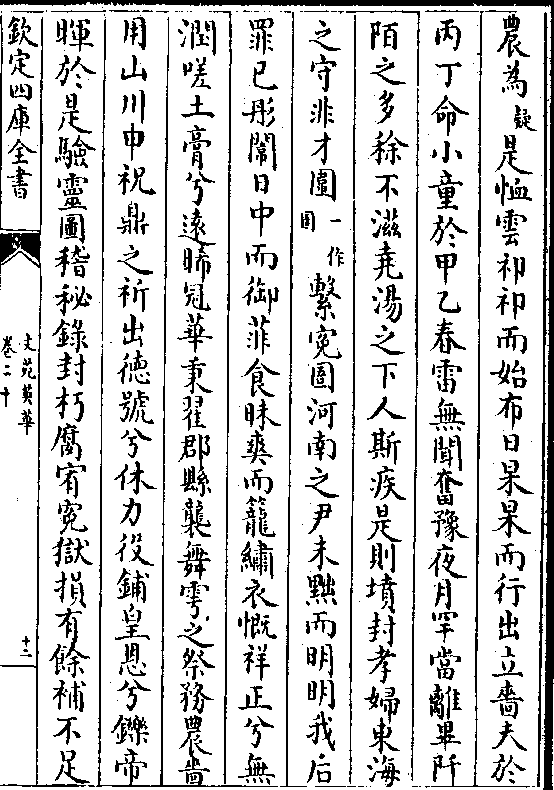 農為疑是慍雲祁祁而始布日杲杲而行出立嗇夫於
丙丁命小童於甲乙春雷無聞奮豫夜月罕當離畢阡
陌之多稌不滋堯湯之下人斯疾是則墳封孝婦東海
之守非才圄一作圉繫寃圄河南之尹未黜而明明我后
罪已彤闈日中而御菲食昧爽而籠繡衣慨祥正兮無
潤嗟土膏兮遠晞冠華秉翟郡縣襲舞雩之祭務農嗇
用山川申祝鼎之祈出德號兮休力役鋪皇恩兮鑠帝
暉於是驗靈圖稽秘錄封朽腐宥寃獄損有餘補不足
欽定四庫全書
文苑英華
卷二十
十二